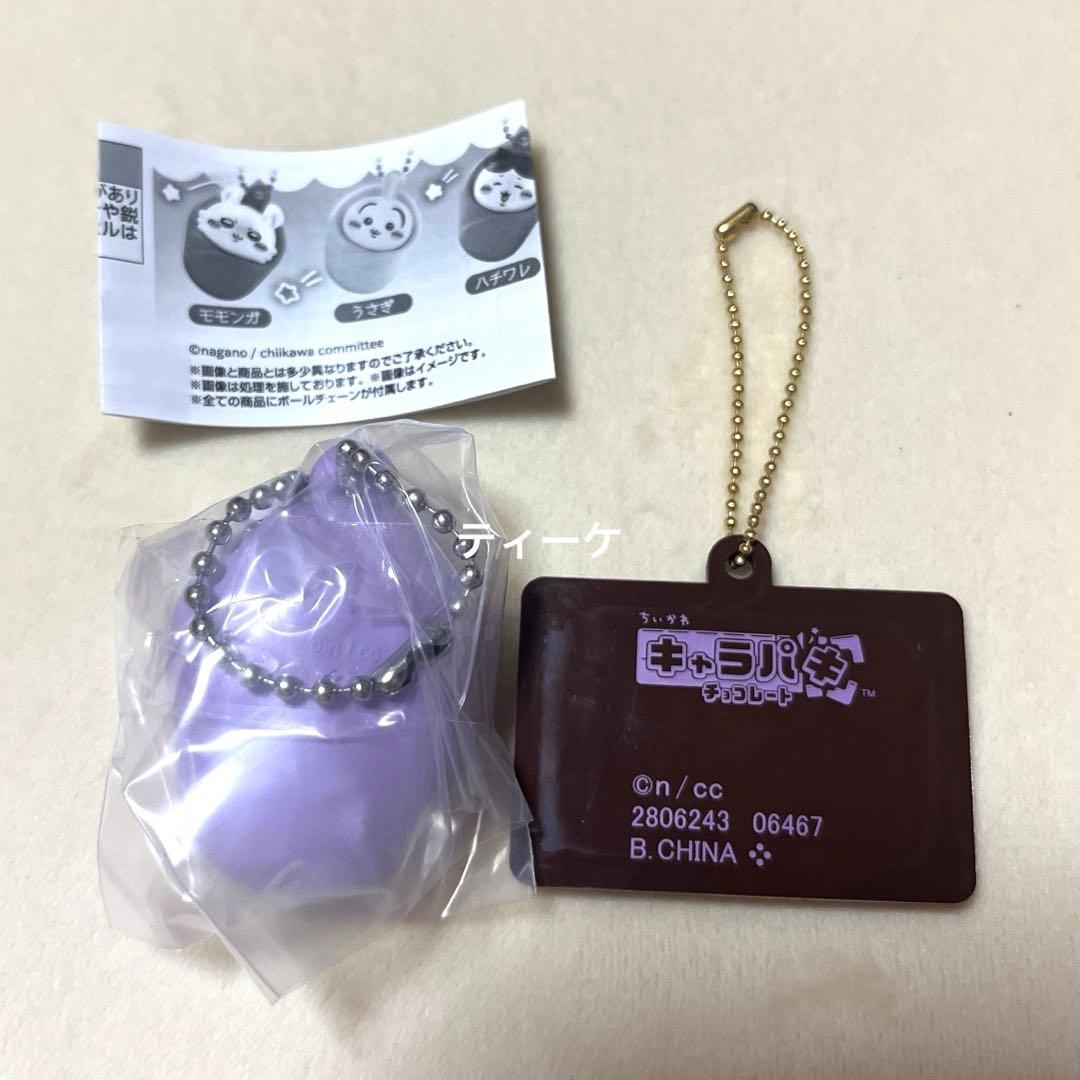 があり
や鋭
ルは
モモンガ
うさぎ
ハチワレ
©nagano / chiikawa committee
※画像と商品とは多少異なりますのでご了承ください。
※画像は処理を施しております。※画像はイメージです。
※全ての商品にボールチェーンが付属します。
ティーケ
©n/cc
ちいかわ
キャラパキ
チョコレート
TM
©n/cc
2806243 06467
B.CHINA